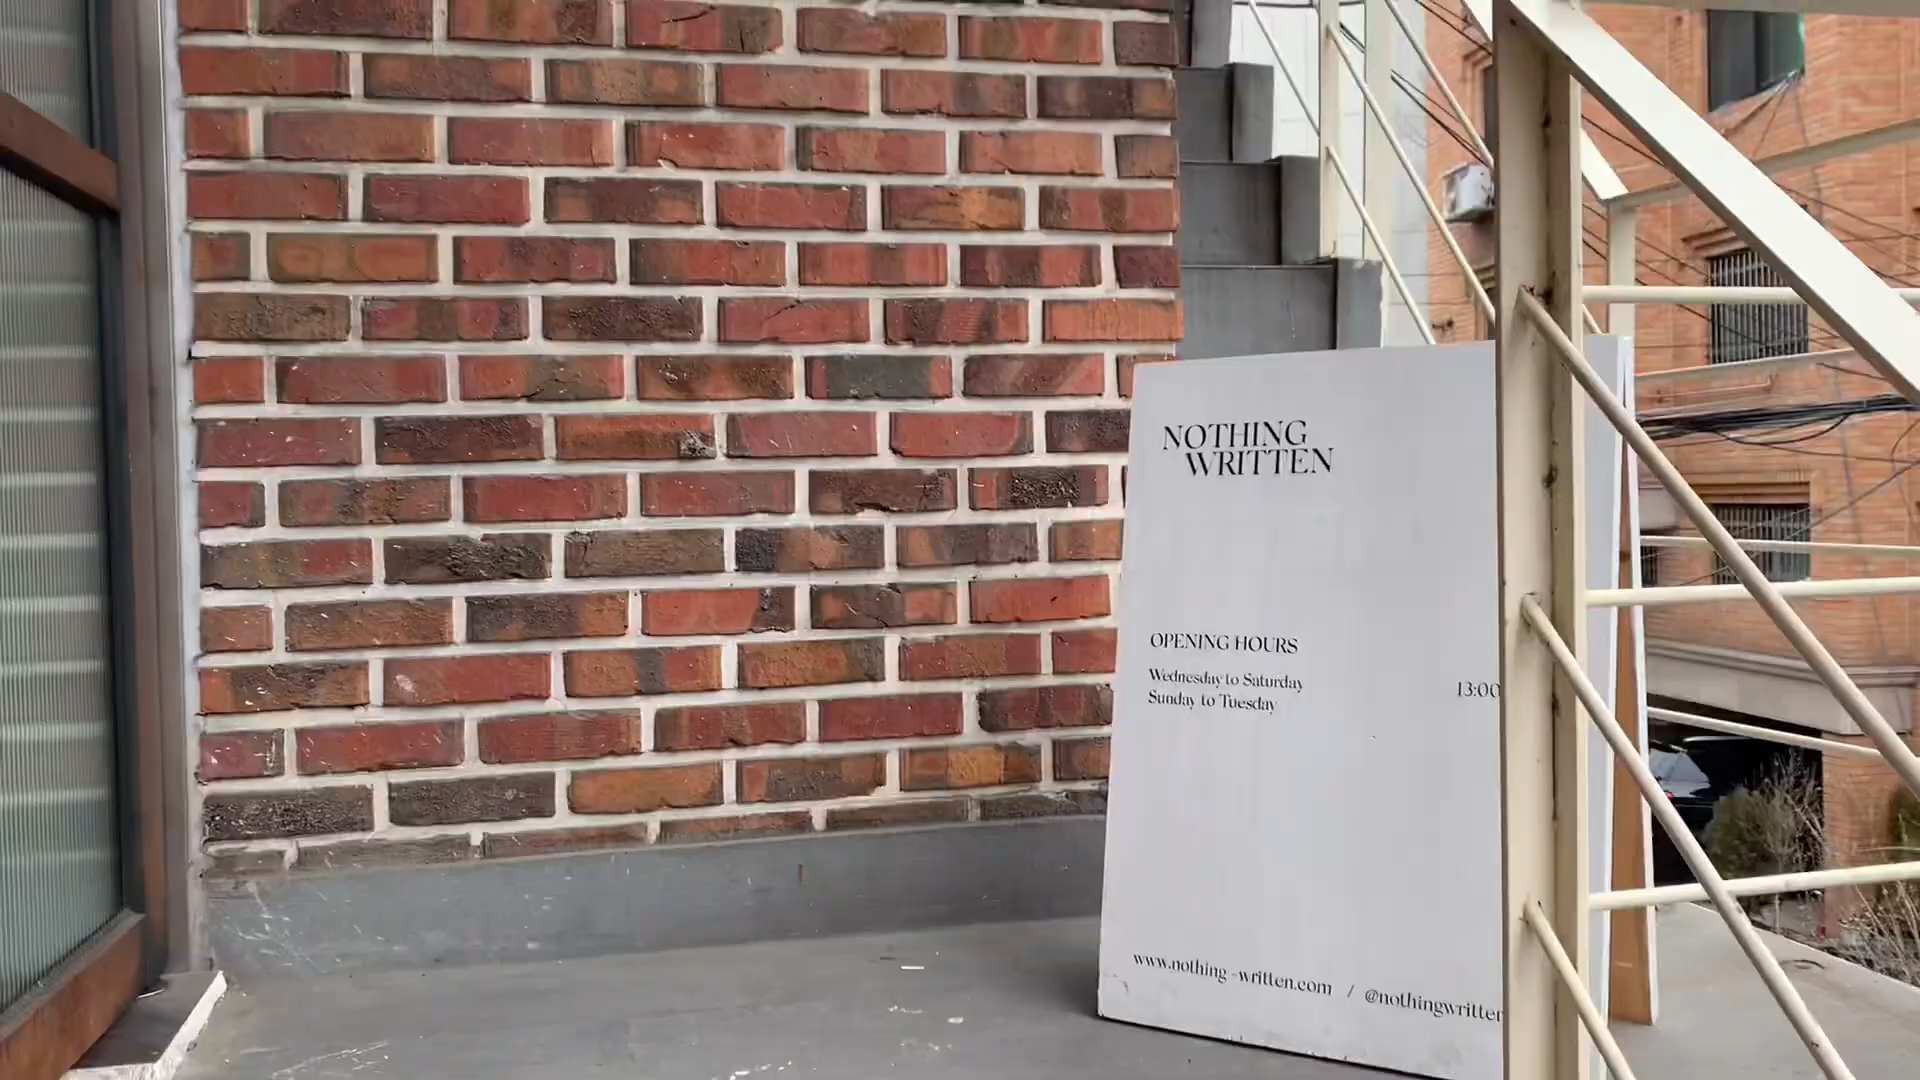 NOTHING
WRITTEN
OPENING HOURS
Wednesday to Saturday 13:00
Sunday to Tuesday
www.nothing-written.com / @nothingwritten